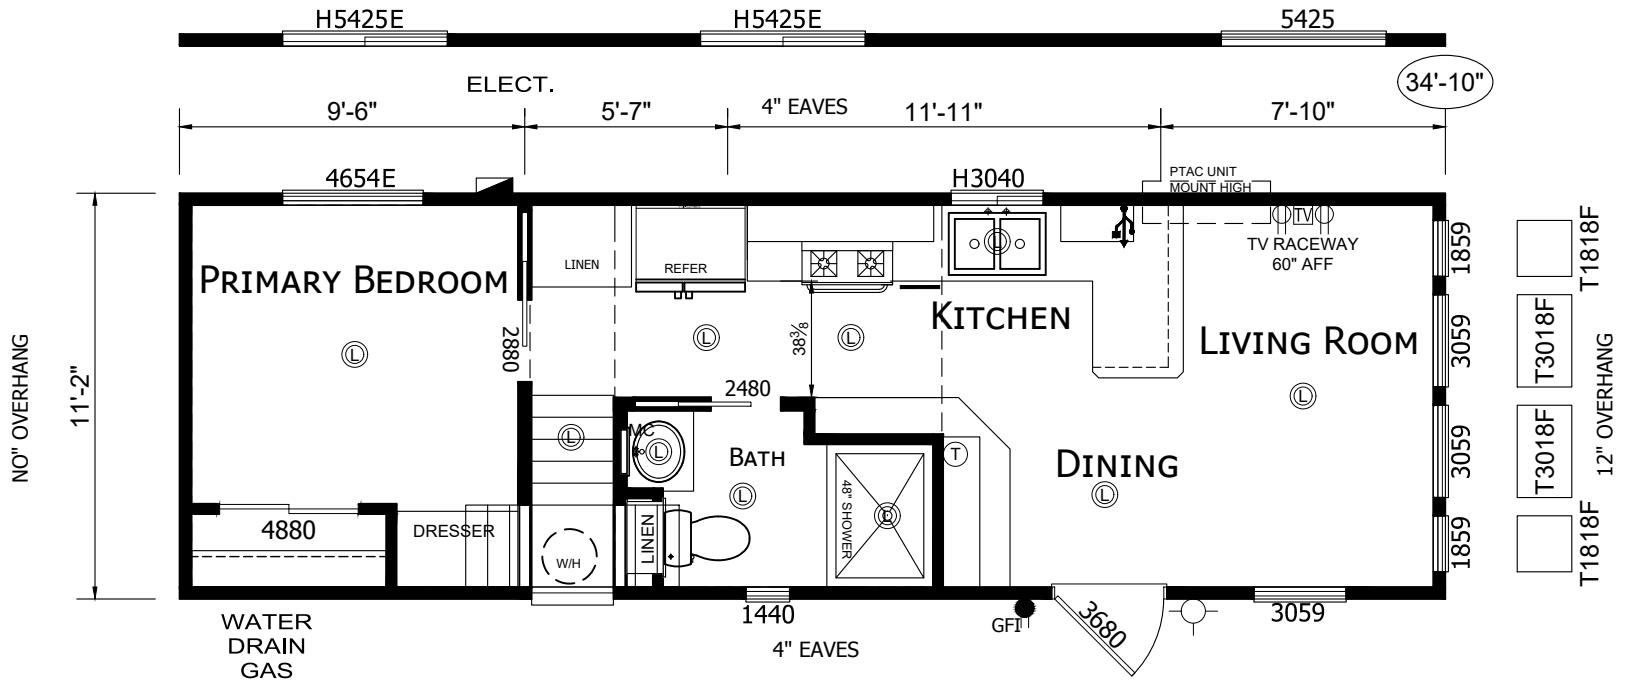 H5425E
H5425E
5425
ELECT.
34'-10"
9'-6"
5'-7"
4" EAVES
11'-11"
7'-10"
4654E
H3040
PTAC UNIT
MOUNT HIGH
TV
TV RACEWAY
60" AFF
LINEN
REFER
L
PRIMARY BEDROOM
KITCHEN
LIVING ROOM
1859
T1818F
3059
T3018F
NO" OVERHANG
11'-2"
L
2880
L
38⅜
L
L
12" OVERHANG
2480
MC
L
L
BATH
T
DINING
L
L
3059
T3018F
48" SHOWER
L
4880
DRESSER
W/H
LINEN
1859
T1818F
1440
GFI
3680
3059
WATER
DRAIN
GAS
4" EAVES